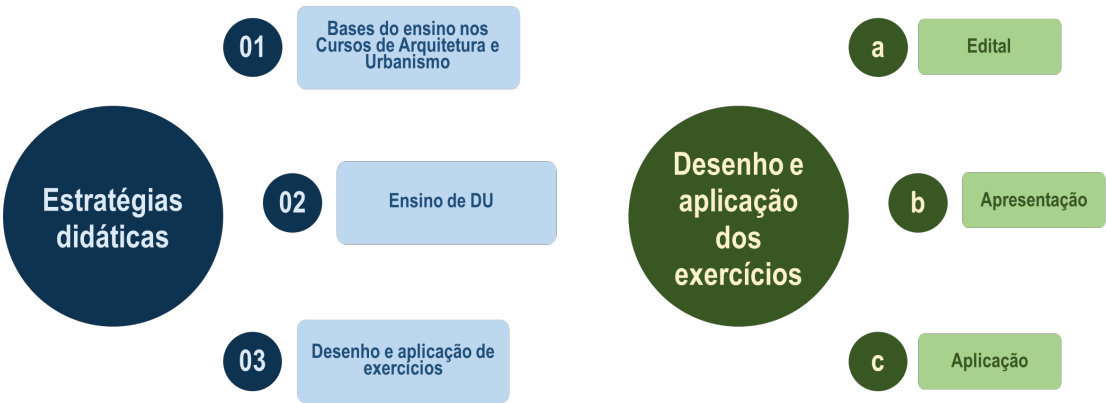 Estratégias
didáticas
01
Bases do ensino nos
Cursos de Arquitetura e
Urbanismo
02
Ensino de DU
03
Desenho e aplicação de
exercícios
Desenho e
aplicação
dos
exercícios
a
Edital
b
Apresentação
c
Aplicação